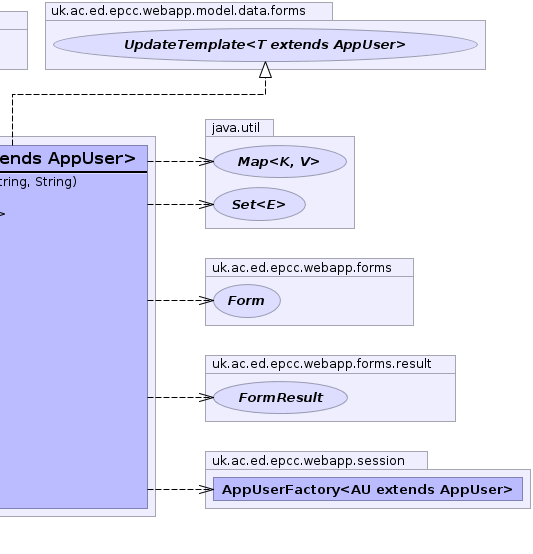 uk.ac.ed.epcc.webapp.model.data.forms
UpdateTemplate<T extends AppUser>
java.util
ends AppUser>
Map<K, V>
tring, String)
Set<E>
>
uk.ac.ed.epcc.webapp.forms
Form
uk.ac.ed.epcc.webapp.forms.result
FormResult
uk.ac.ed.epcc.webapp.session
AppUserFactory<AU extends AppUser>